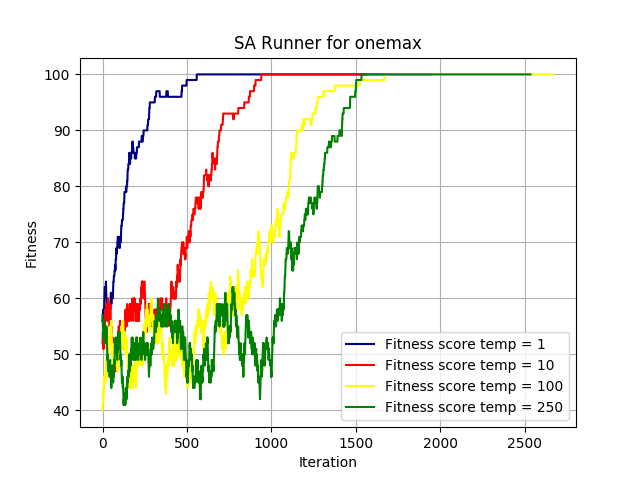 SA Runner for onemax
Fitness
100
90
80
70
60
50
40
Fitness score temp = 1
Fitness score temp = 10
Fitness score temp = 100
Fitness score temp = 250
0 500 1000 1500 2000 2500
Iteration